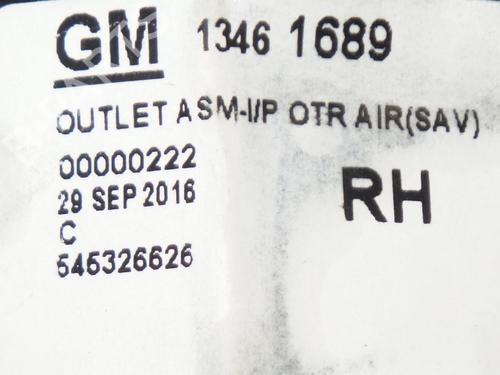 GM 1346 1689
OUTLET ASM-I/P OTR AIR(SAV)
00000222
29 SEP 2016
RH
C
545326626